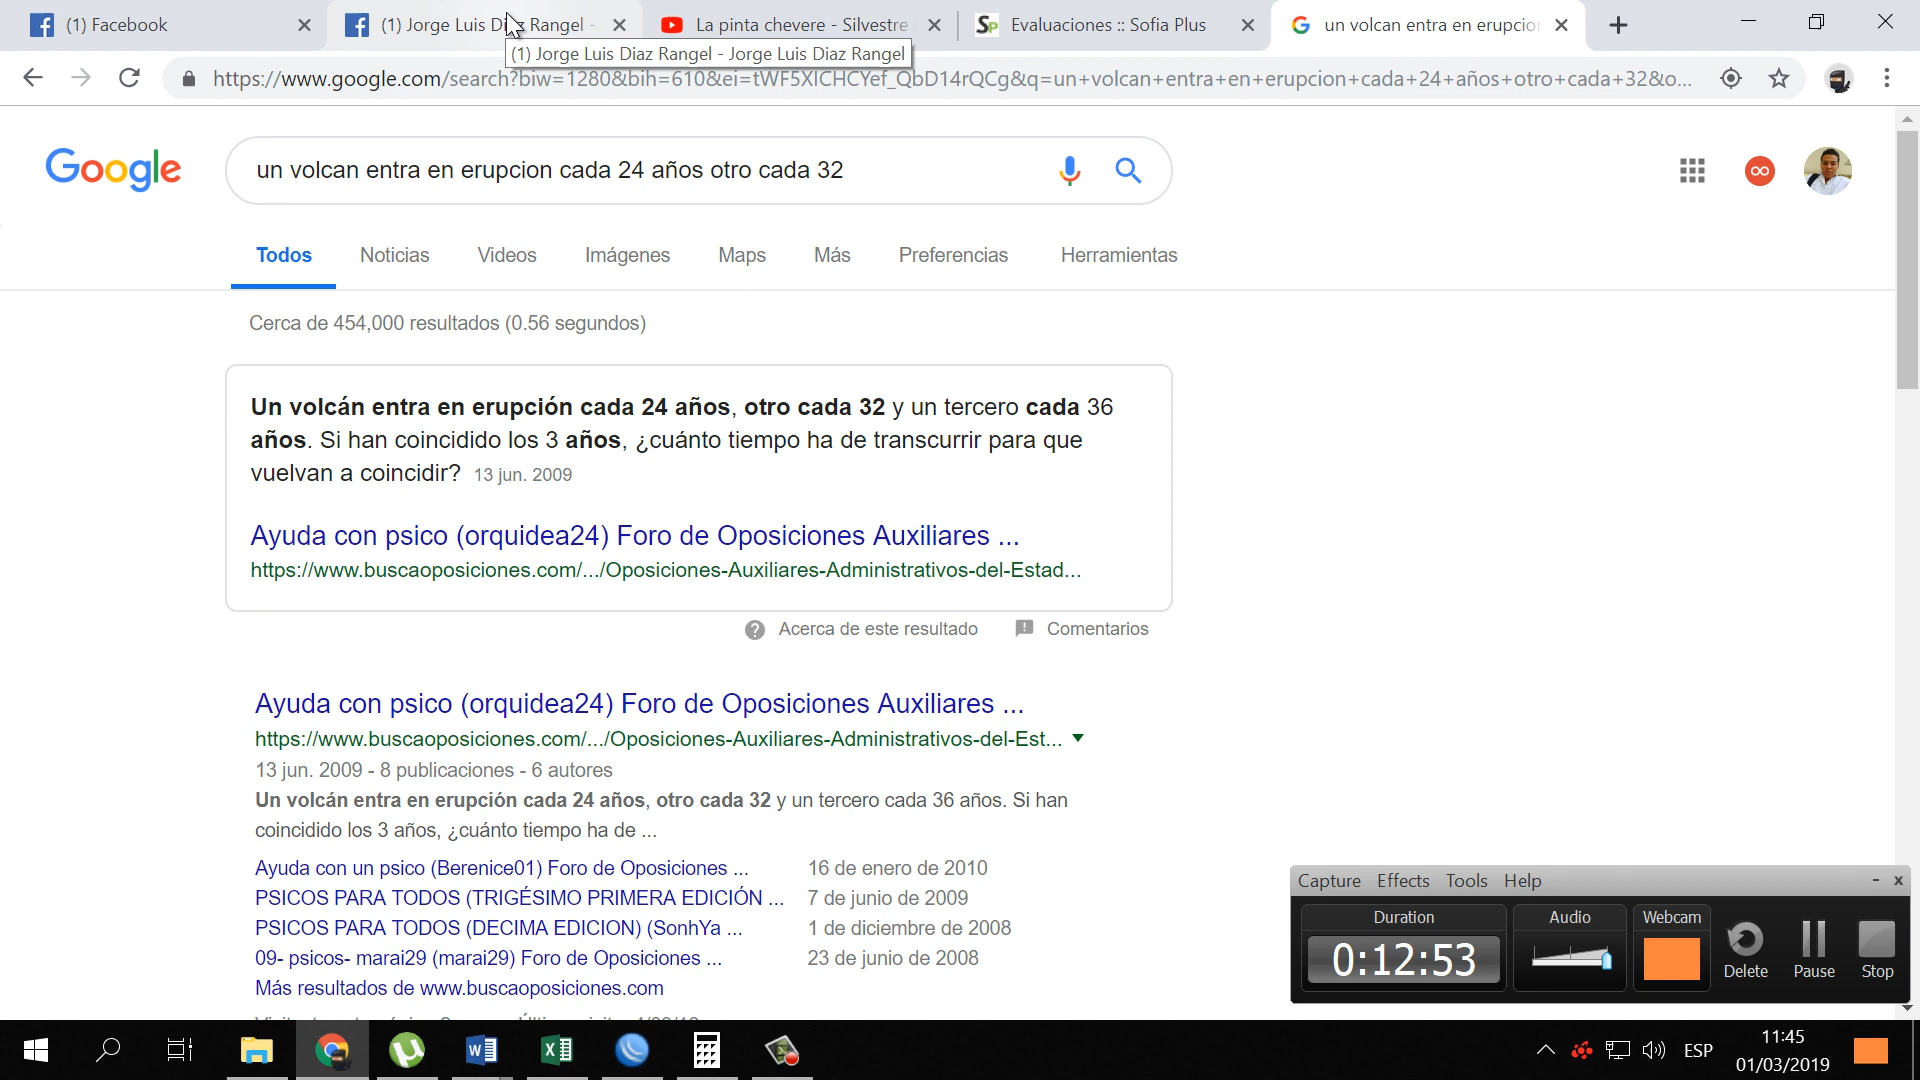 (1) Facebook
(1) Jorge Luis Diaz Rangel -
La pinta chevere - Silvestre
Evaluaciones :: Sofia Plus
un volcan entra en erupcion
(1) Jorge Luis Diaz Rangel - Jorge Luis Diaz Rangel
https://www.google.com/search?biw=1280&bih=610&ei=tWF5XICHCYef_QbD14rQCg&q=un+volcan+entra+en+erupcion+cada+24+años+otro+cada+32&o...
Google
un volcan entra en erupcion cada 24 años otro cada 32
Todos
Noticias
Videos
Imágenes
Maps
Más
Preferencias
Herramientas
Cerca de 454,000 resultados (0.56 segundos)
Un volcán entra en erupción cada 24 años, otro cada 32 y un tercero cada 36
años. Si han coincidido los 3 años, ¿cuánto tiempo ha de transcurrir para que
vuelvan a coincidir? 13 jun. 2009
Ayuda con psico (orquidea24) Foro de Oposiciones Auxiliares ...
https://www.buscaoposiciones.com/.../Oposiciones-Auxiliares-Administrativos-del-Estad...
Acerca de este resultado
Comentarios
Ayuda con psico (orquidea24) Foro de Oposiciones Auxiliares ...
https://www.buscaoposiciones.com/.../Oposiciones-Auxiliares-Administrativos-del-Est...
13 jun. 2009 - 8 publicaciones - 6 autores
Un volcán entra en erupción cada 24 años, otro cada 32 y un tercero cada 36 años. Si han
coincidido los 3 años, ¿cuánto tiempo ha de ...
Ayuda con un psico (Berenice01) Foro de Oposiciones ... 16 de enero de 2010
PSICOS PARA TODOS (TRIGÉSIMO PRIMERA EDICIÓN ... 7 de junio de 2009
PSICOS PARA TODOS (DECIMA EDICION) (SonhYa ... 1 de diciembre de 2008
09- psicos- marai29 (marai29) Foro de Oposiciones ... 23 de junio de 2008
Más resultados de www.buscaoposiciones.com
Capture Effects Tools Help
Duration
Audio
Webcam
0:12:53
Delete
Pause
Stop
ESP
11:45
01/03/2019